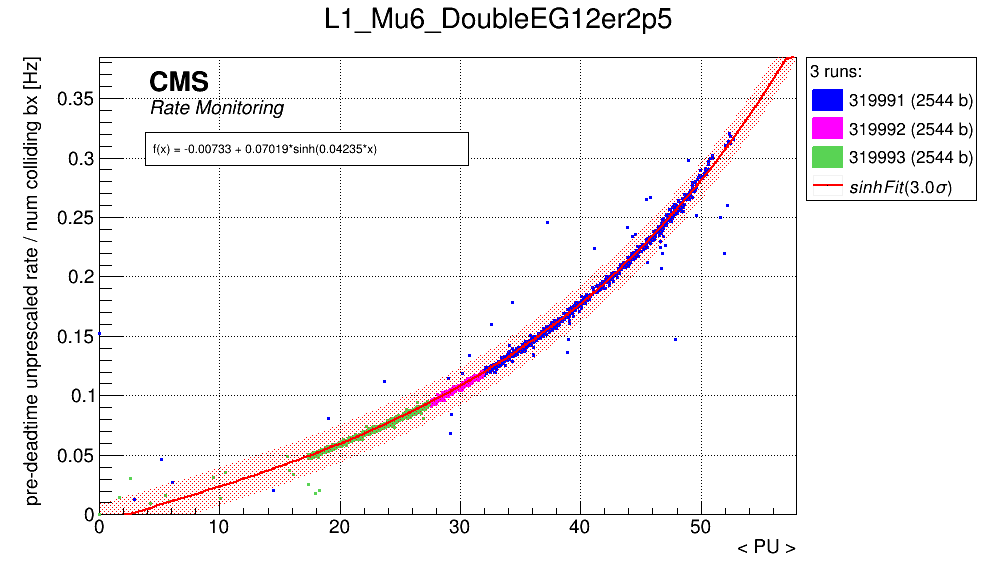 L1_Mu6_DoubleEG12er2p5
pre-deadtime unprescaled rate / num colliding bx [Hz]
CMS
Rate Monitoring
f(x) = -0.00733 + 0.07019*sinh(0.04235*x)
0.35
0.3
0.25
0.2
0.15
0.1
0.05
0
0 10 20 30 40 50
< PU >
3 runs:
319991 (2544 b)
319992 (2544 b)
319993 (2544 b)
sinhFit(3.0σ)